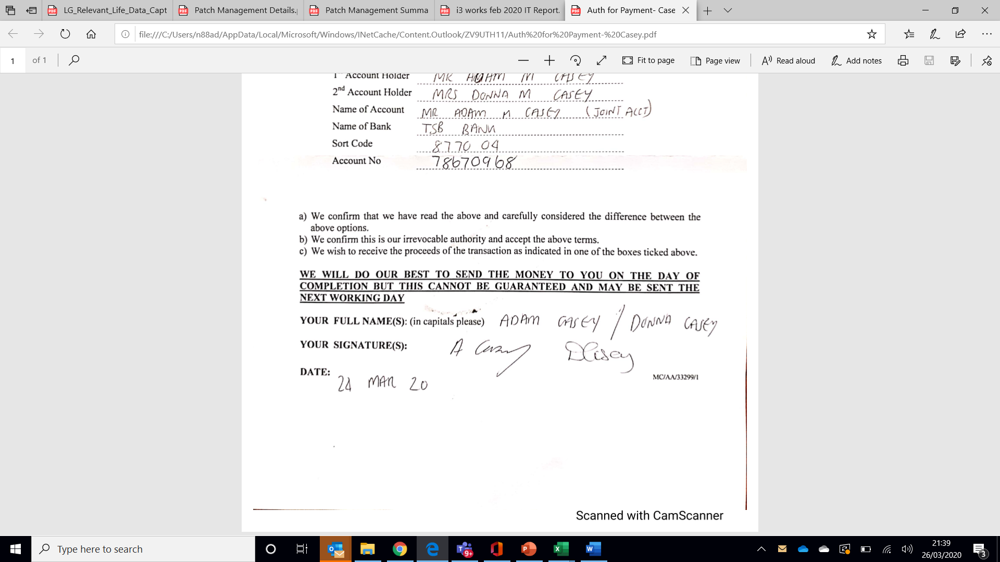 LG_Relevant_Life_Data_Capt
Patch Management Details.
Patch Management Summa
i3 works feb 2020 IT Report.
Auth for Payment- Case
file:///C:/Users/n88ad/AppData/Local/Microsoft/Windows/INetCache/Content.Outlook/ZV9UTH11/Auth%20for%20Payment-%20Casey.pdf
1 of 1
Fit to page
Page view
Read aloud
Add notes
1st Account Holder MR ADAM M CASEY
2nd Account Holder MRS DONNA M CASEY
Name of Account MR ADAM M CASEY (JOINT ACCT)
Name of Bank TSB BANK
Sort Code 8770 04
Account No 78670968
a) We confirm that we have read the above and carefully considered the difference between the
above options.
b) We confirm this is our irrevocable authority and accept the above terms.
c) We wish to receive the proceeds of the transaction as indicated in one of the boxes ticked above.
WE WILL DO OUR BEST TO SEND THE MONEY TO YOU ON THE DAY OF
COMPLETION BUT THIS CANNOT BE GUARANTEED AND MAY BE SENT THE
NEXT WORKING DAY
YOUR FULL NAME(S): (in capitals please) ADAM CASEY / DONNA CASEY
YOUR SIGNATURE(S): A Casey DCasey
DATE: 24 MAR 20
MC/AA/33299/1
Scanned with CamScanner
Type here to search
9+
21:39
26/03/2020
3